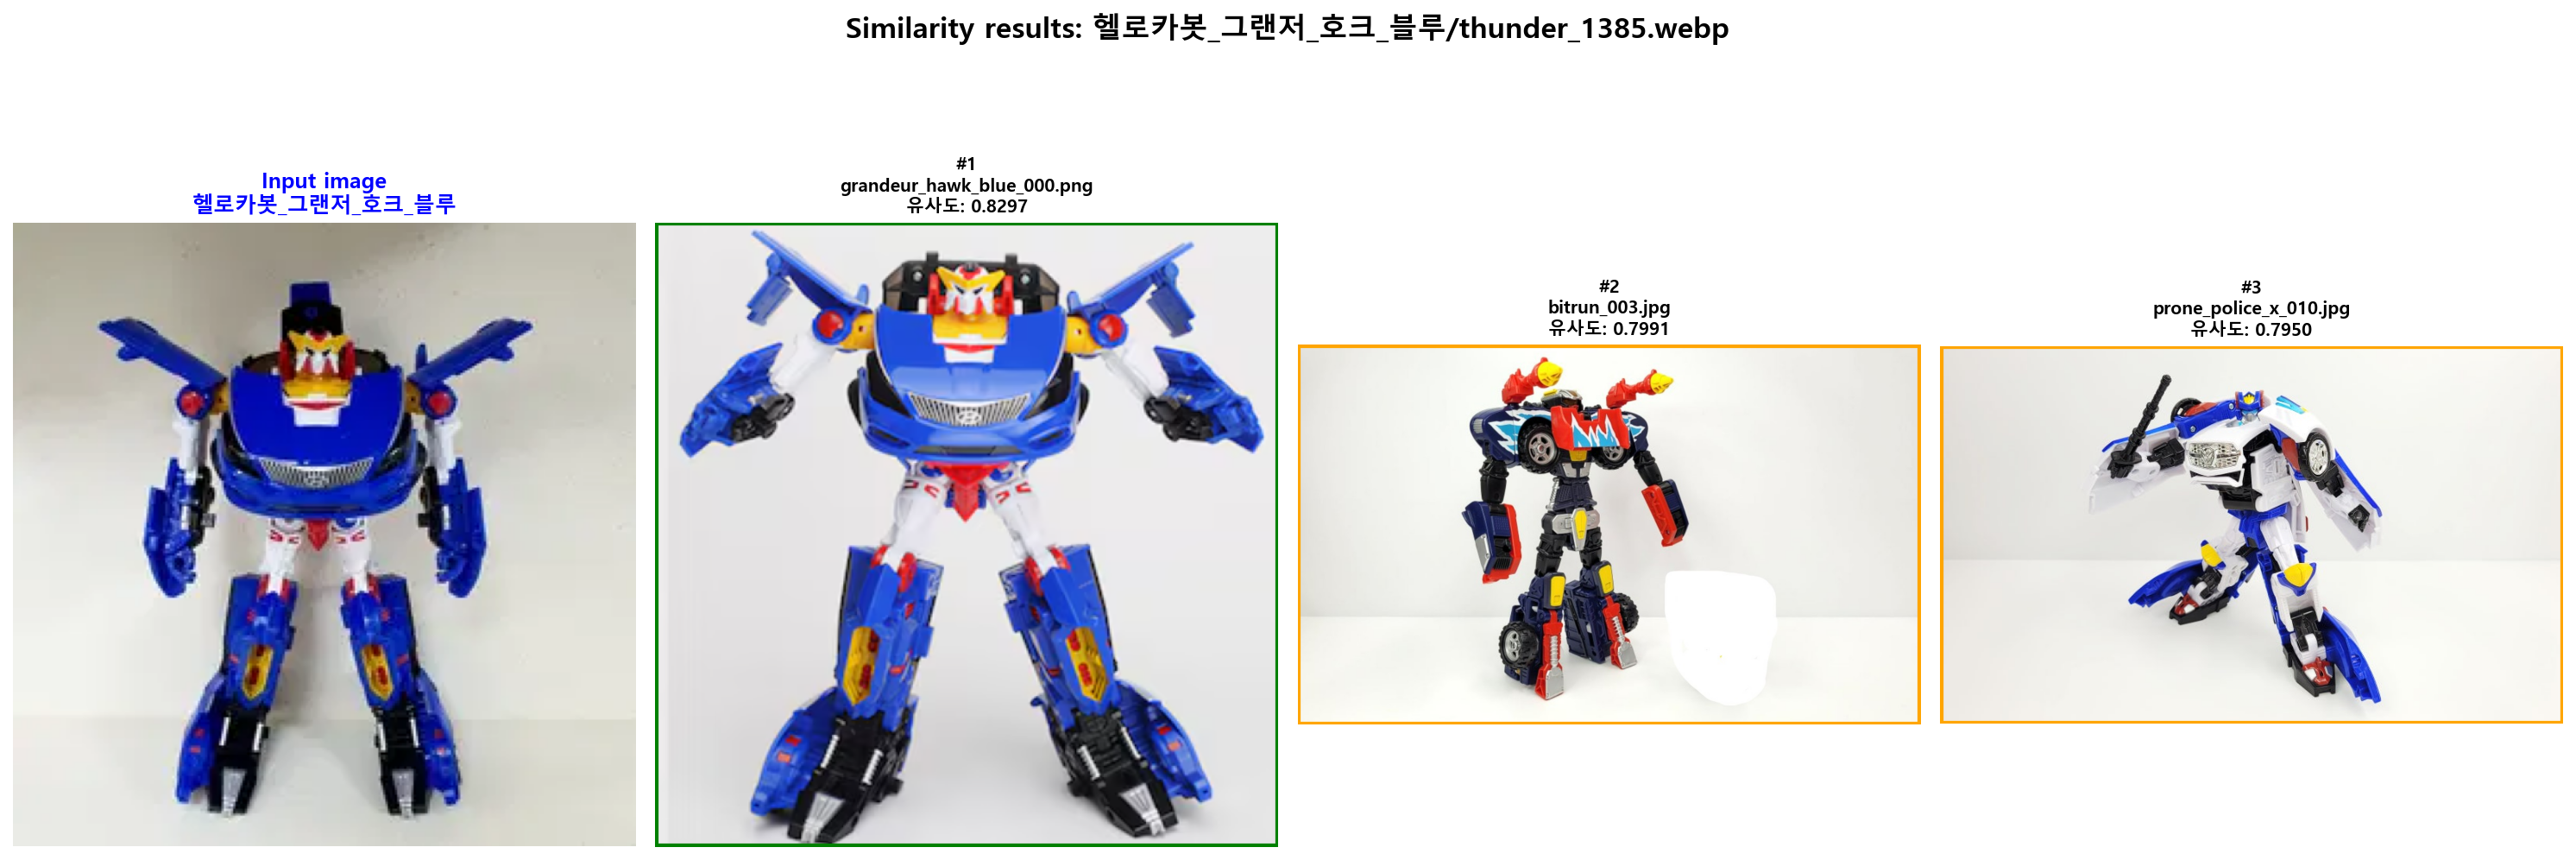 Similarity results: 헬로카봇_그랜저_호크_블루/thunder_1385.webp
Input image
헬로카봇_그랜저_호크_블루
#1
grandeur_hawk_blue_000.png
유사도: 0.8297
#2
bitrun_003.jpg
유사도: 0.7991
#3
prone_police_x_010.jpg
유사도: 0.7950